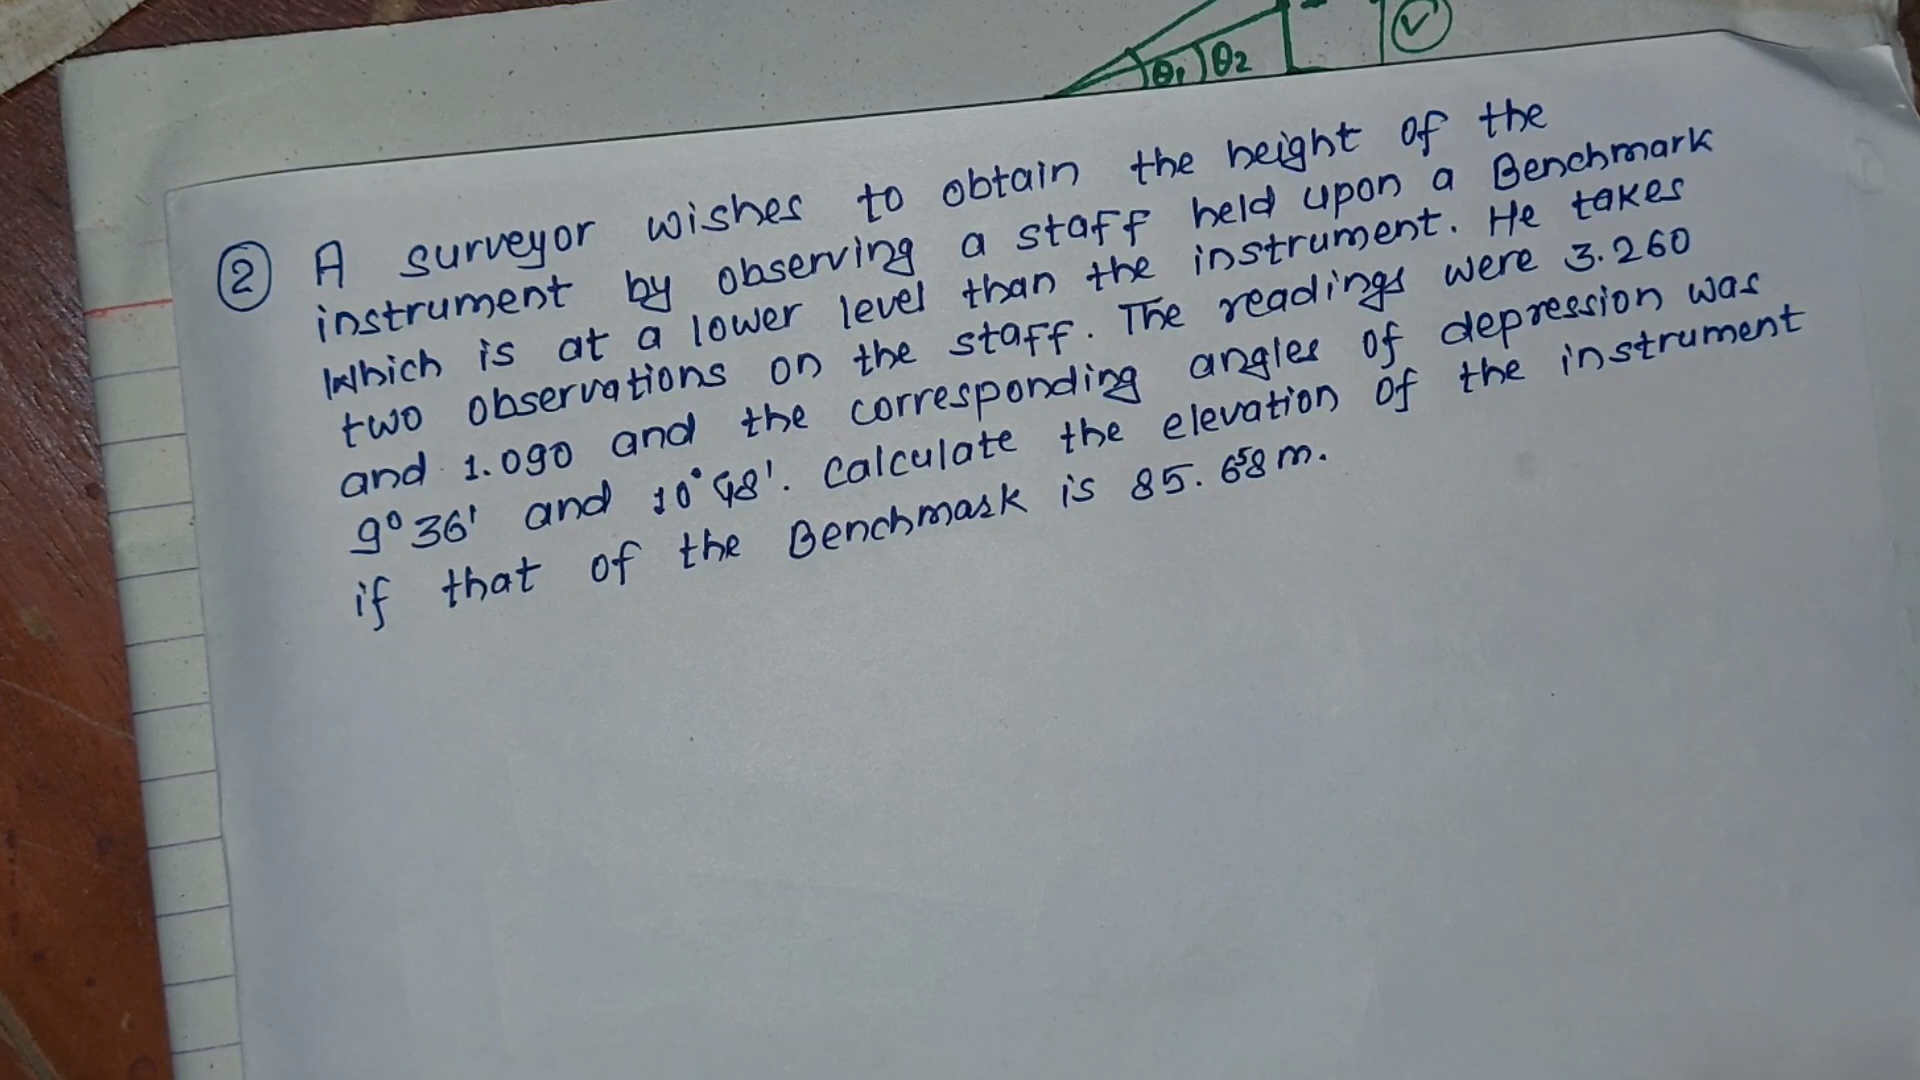 θ₁ θ2
② A surveyor wishes to obtain the height of the
instrument by observing a staff held upon a Benchmark
Which is at a lower level than the instrument. He takes
two observations on the staff. The readings were 3.260
and 1.090 and the corresponding angles of depression was
9° 36' and 10° 48'. Calculate the elevation of the instrument
if that of the Benchmark is 85.658 m.